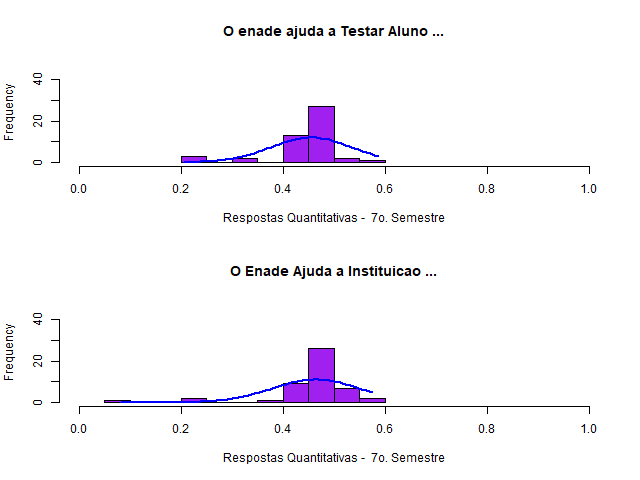 O enade ajuda a Testar Aluno ...
Frequency
40
20
0
0.0 0.2 0.4 0.6 0.8 1.0
Respostas Quantitativas - 7o. Semestre
O Enade Ajuda a Instituicao ...
Frequency
40
20
0
0.0 0.2 0.4 0.6 0.8 1.0
Respostas Quantitativas - 7o. Semestre